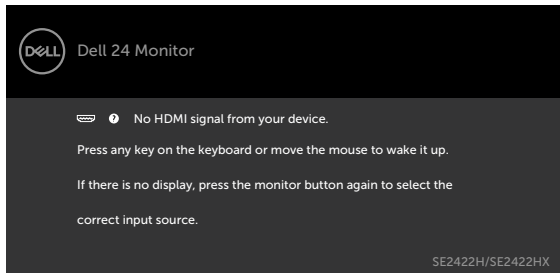 DELL
Dell 24 Monitor
? No HDMI signal from your device.
Press any key on the keyboard or move the mouse to wake it up.
If there is no display, press the monitor button again to select the
correct input source.
SE2422H/SE2422HX